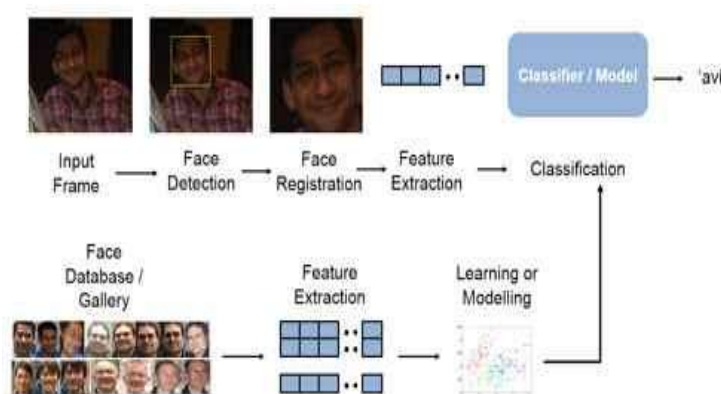 Classifier / Model
'avi
Input
Frame
Face
Detection
Face
Registration
Feature
Extraction
Classification
Face
Database /
Gallery
Feature
Extraction
Learning or
Modelling